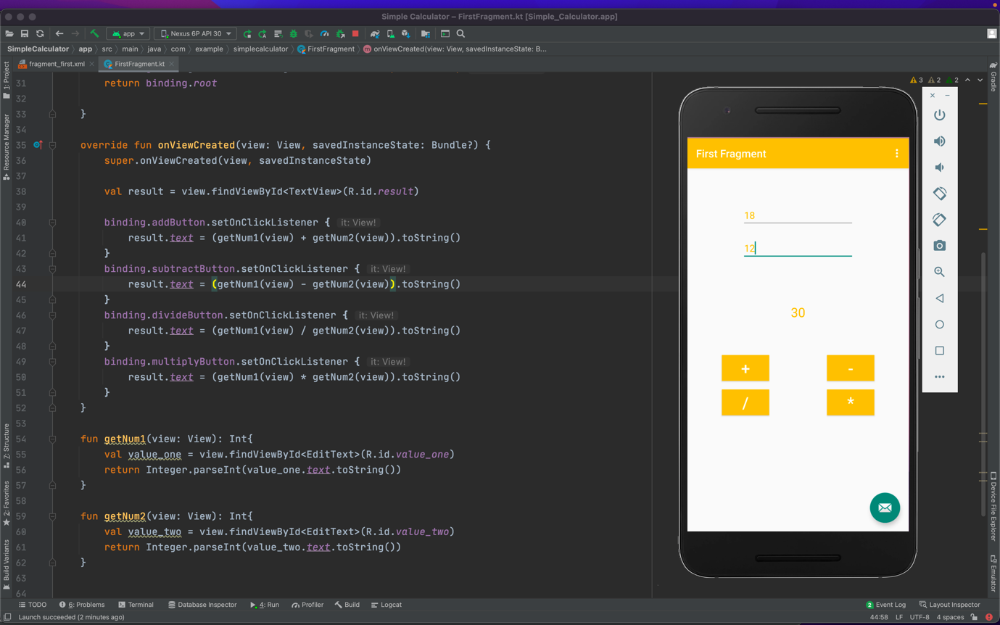 Simple Calculator – FirstFragment.kt [Simple_Calculator.app]
app
Nexus 6P API 30
SimpleCalculator
app
src
main
java
com
example
simplecalculator
FirstFragment
onViewCreated(view: View, savedInstanceState: B...
fragment_first.xml
FirstFragment.kt
3 2 2
1: Project
Resource Manager
7: Structure
2: Favorites
Build Variants
31 return binding.root
32
33 }
34
35 override fun onViewCreated(view: View, savedInstanceState: Bundle?) {
36 super.onViewCreated(view, savedInstanceState)
37
38 val result = view.findViewById<TextView>(R.id.result)
39
40 binding.addButton.setOnClickListener { it: View!
41 result.text = (getNum1(view) + getNum2(view)).toString()
42 }
43 binding.subtractButton.setOnClickListener { it: View!
44 result.text = (getNum1(view) - getNum2(view)).toString()
45 }
46 binding.divideButton.setOnClickListener { it: View!
47 result.text = (getNum1(view) / getNum2(view)).toString()
48 }
49 binding.multiplyButton.setOnClickListener { it: View!
50 result.text = (getNum1(view) * getNum2(view)).toString()
51 }
52 }
53
54 fun getNum1(view: View): Int{
55 val value_one = view.findViewById<EditText>(R.id.value_one)
56 return Integer.parseInt(value_one.text.toString())
57 }
58
59 fun getNum2(view: View): Int{
60 val value_two = view.findViewById<EditText>(R.id.value_two)
61 return Integer.parseInt(value_two.text.toString())
62 }
63
64
First Fragment
18
12
30
+ -
/ *
Gradle
Device File Explorer
Emulator
TODO
6: Problems
Terminal
Database Inspector
4: Run
Profiler
Build
Logcat
2 Event Log
Layout Inspector
Launch succeeded (2 minutes ago)
44:58 LF UTF-8 4 spaces